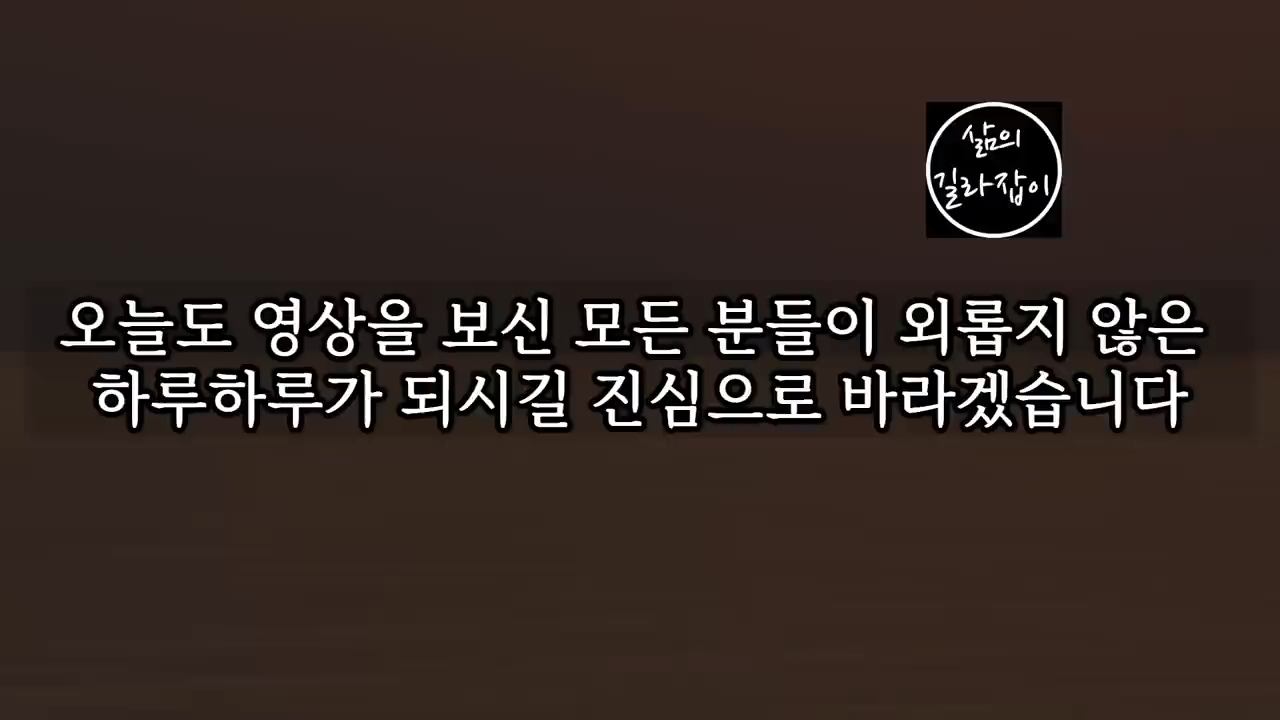 삶의
길라잡이
오늘도 영상을 보신 모든 분들이 외롭지 않은
하루하루가 되시길 진심으로 바라겠습니다